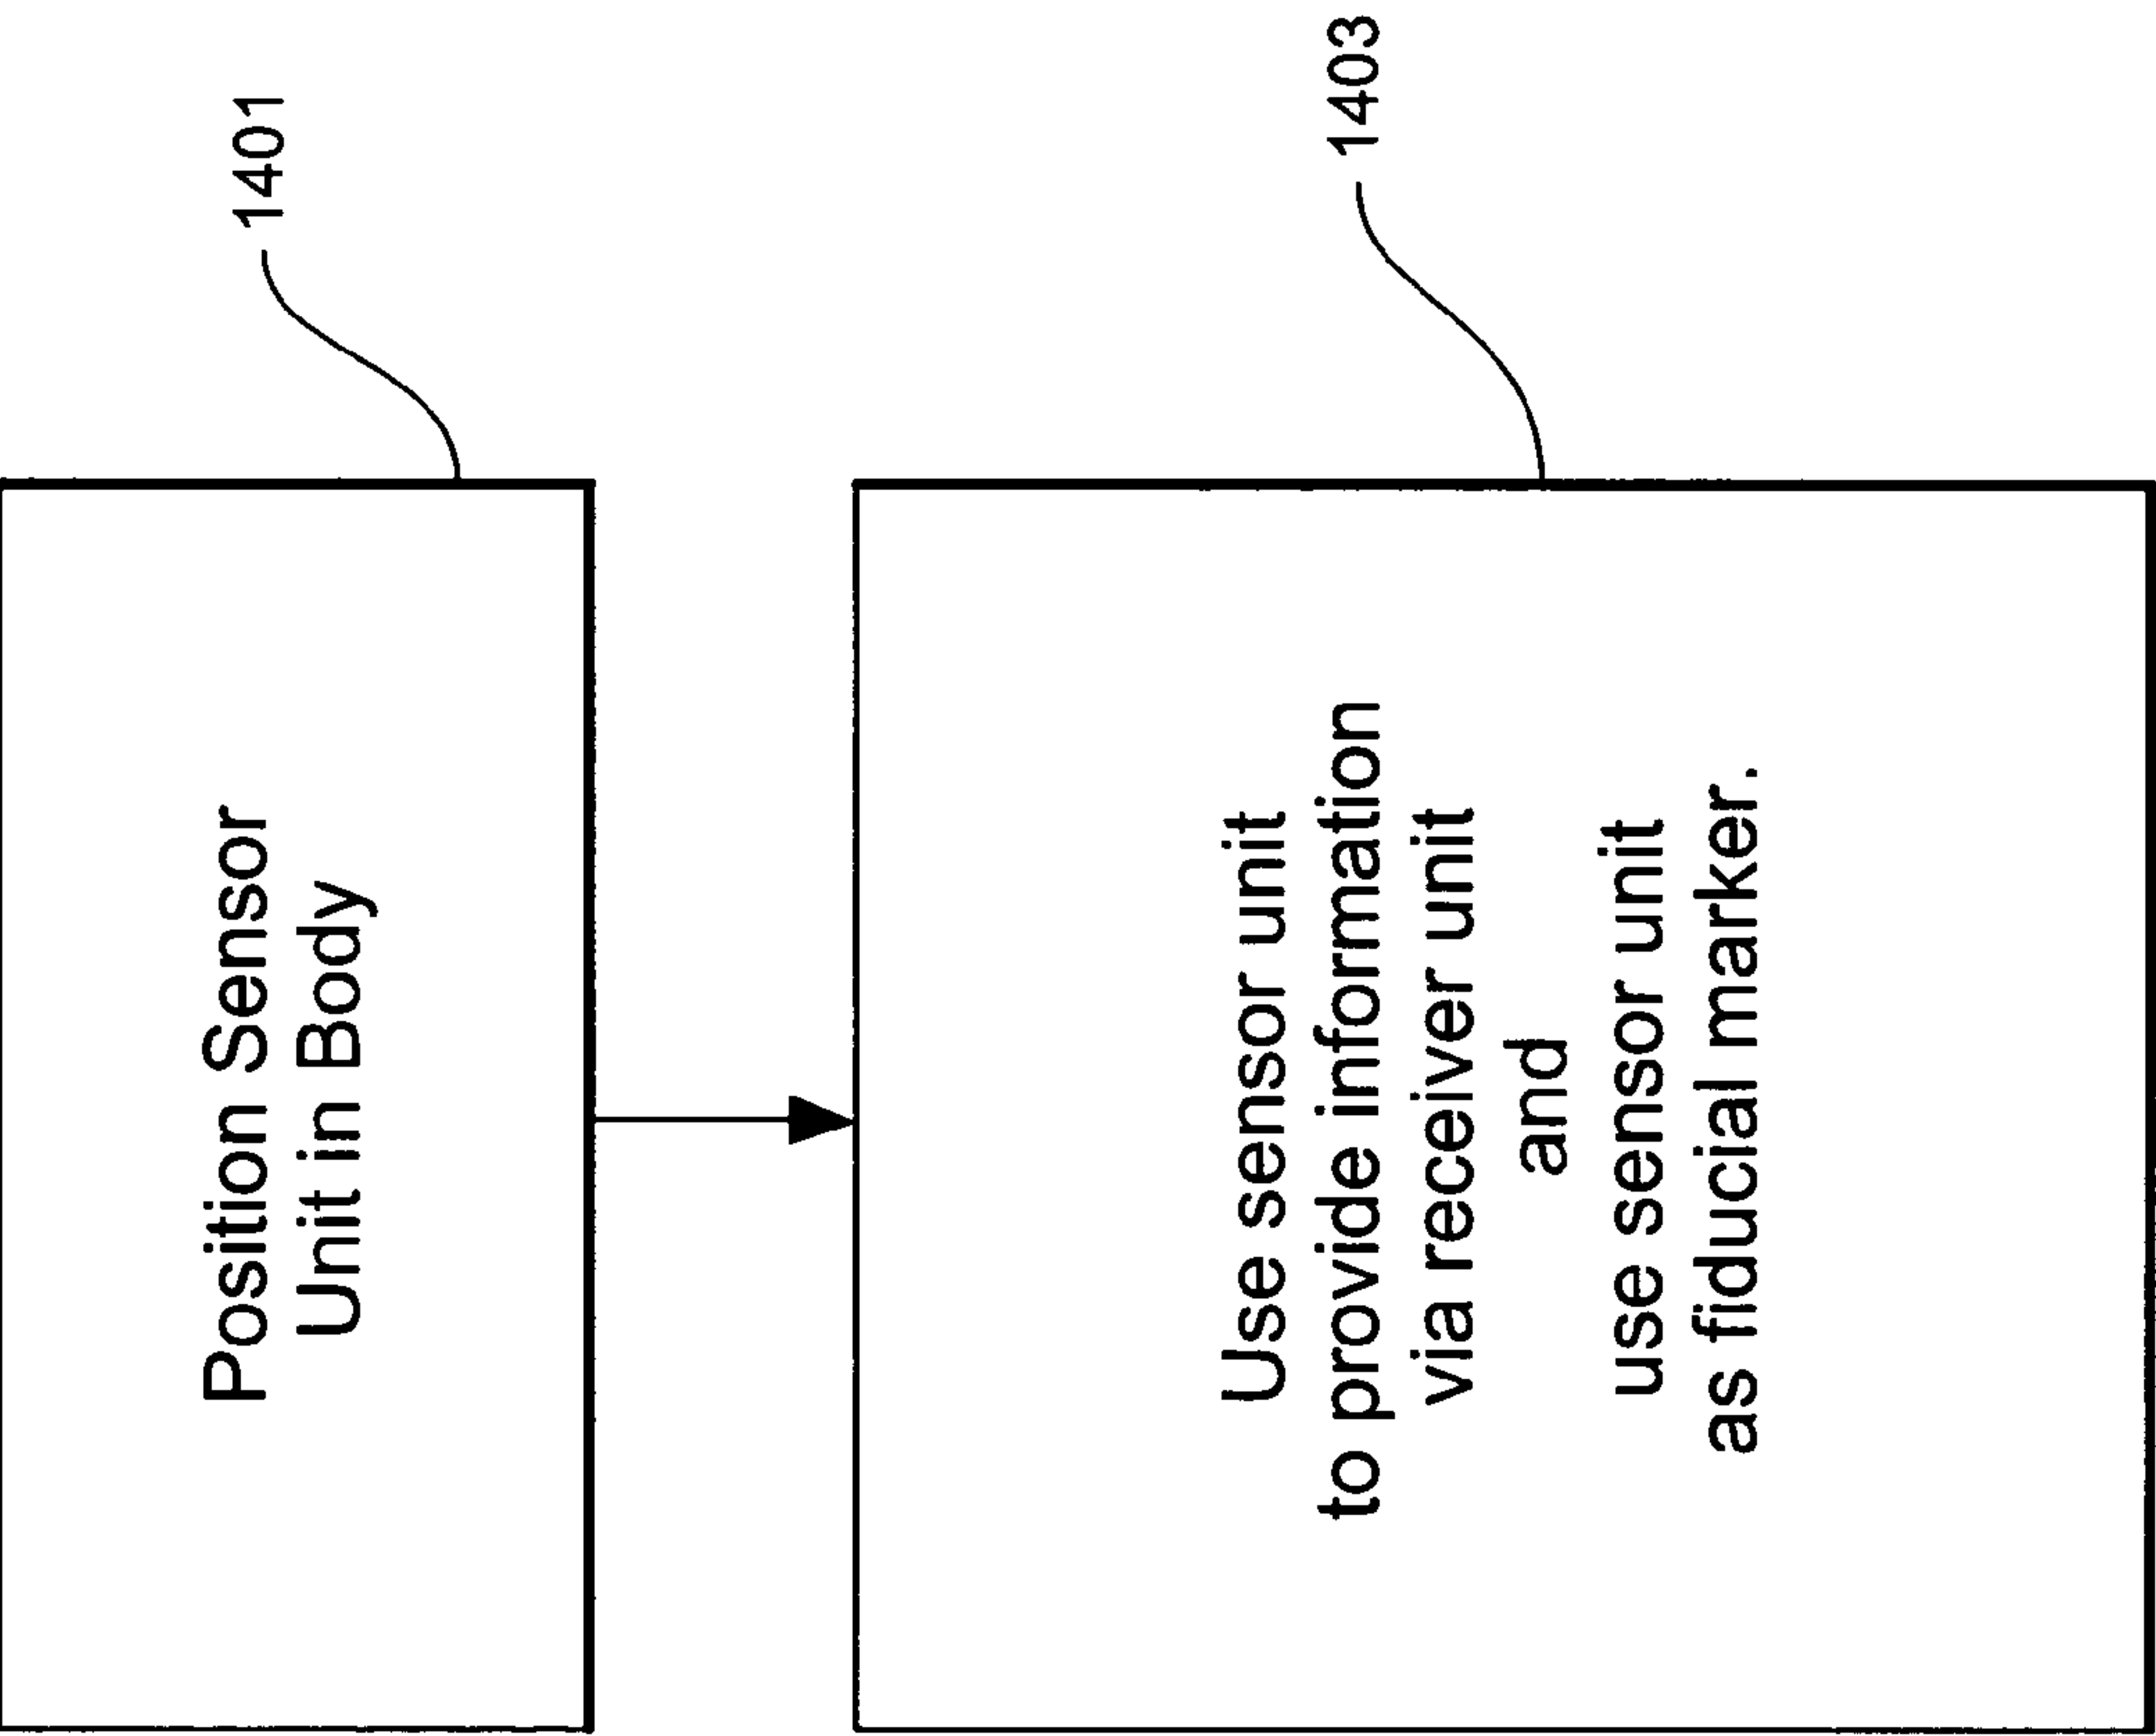 Position Sensor
Unit in Body
1401
Use sensor unit
to provide information
via receiver unit
and
use sensor unit
as fiducial marker.
1403